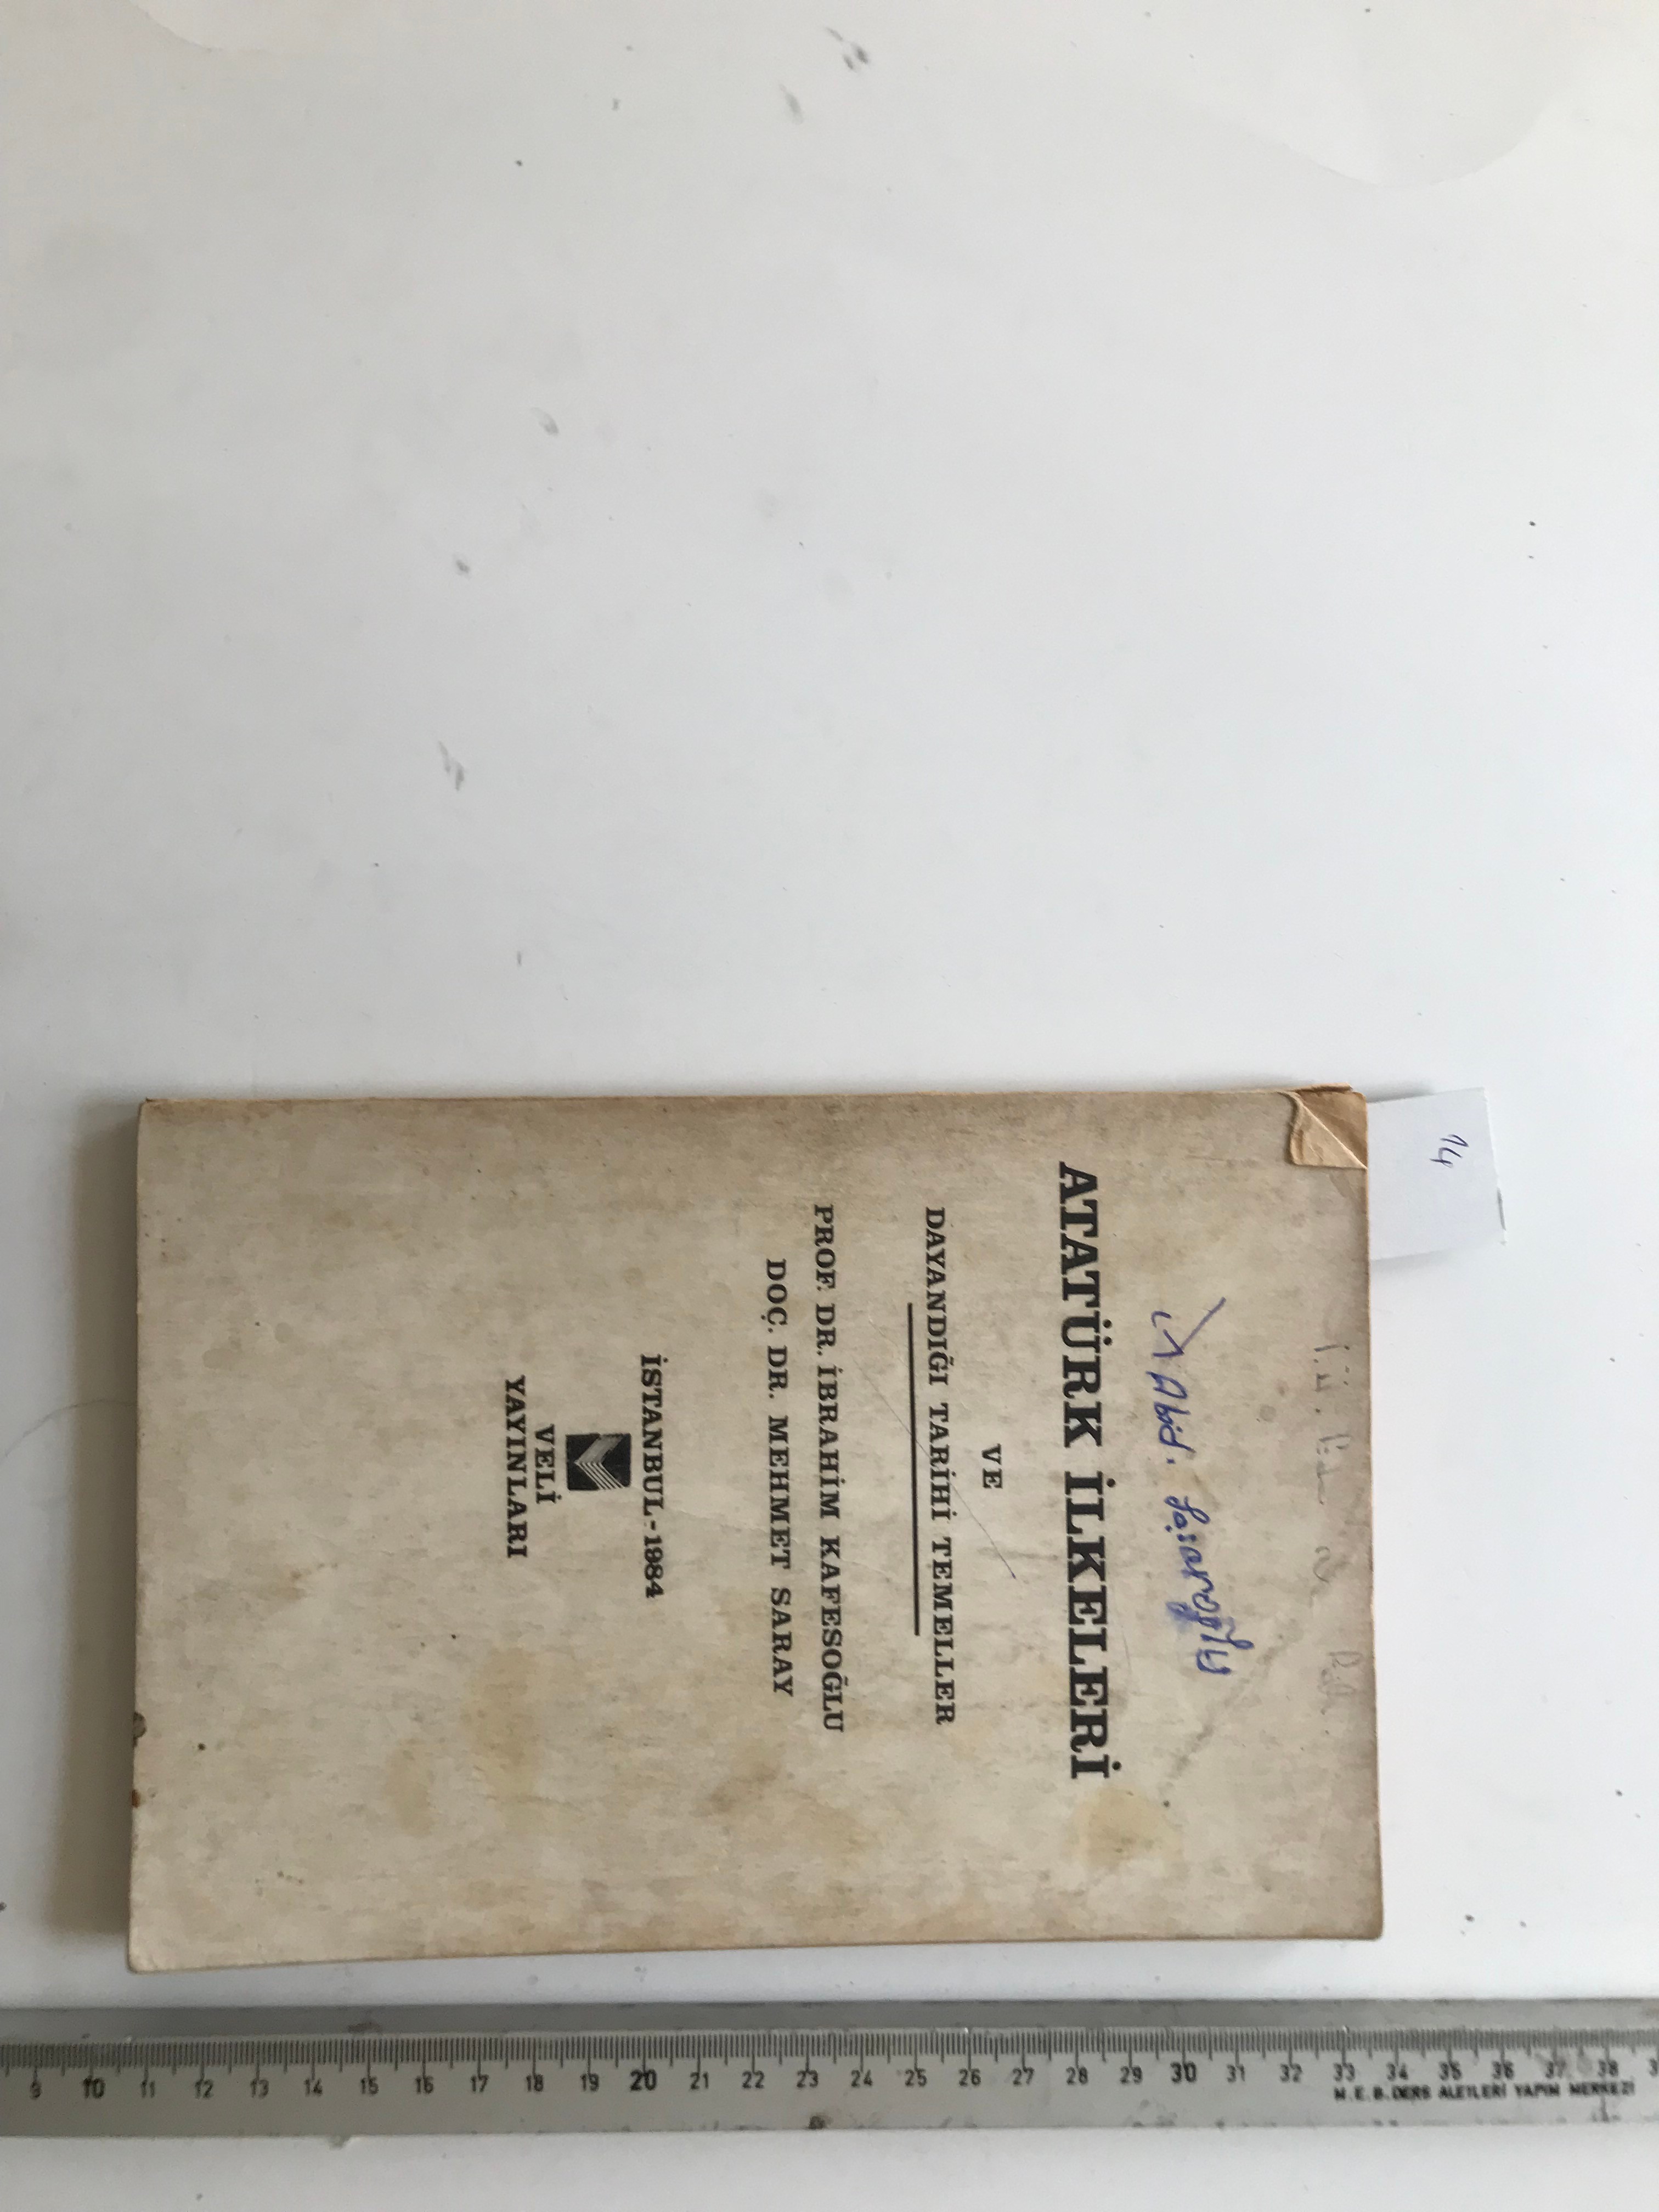 14
ATATÜRK İLKELERİ
VE
DAYANDIĞI TARİHİ TEMELLER
PROF. DR. İBRAHİM KAFESOĞLU
DOÇ. DR. MEHMET SARAY
İSTANBUL-1984
VELİ
YAYINLARI
9 10 11 12 13 14 15 16 17 18 19 20 21 22 23 24 25 26 27 28 29 30 31 32 33 34 35 36 37 38
M.E.B. DERS ALETLERİ YAPIM MERKEZİ